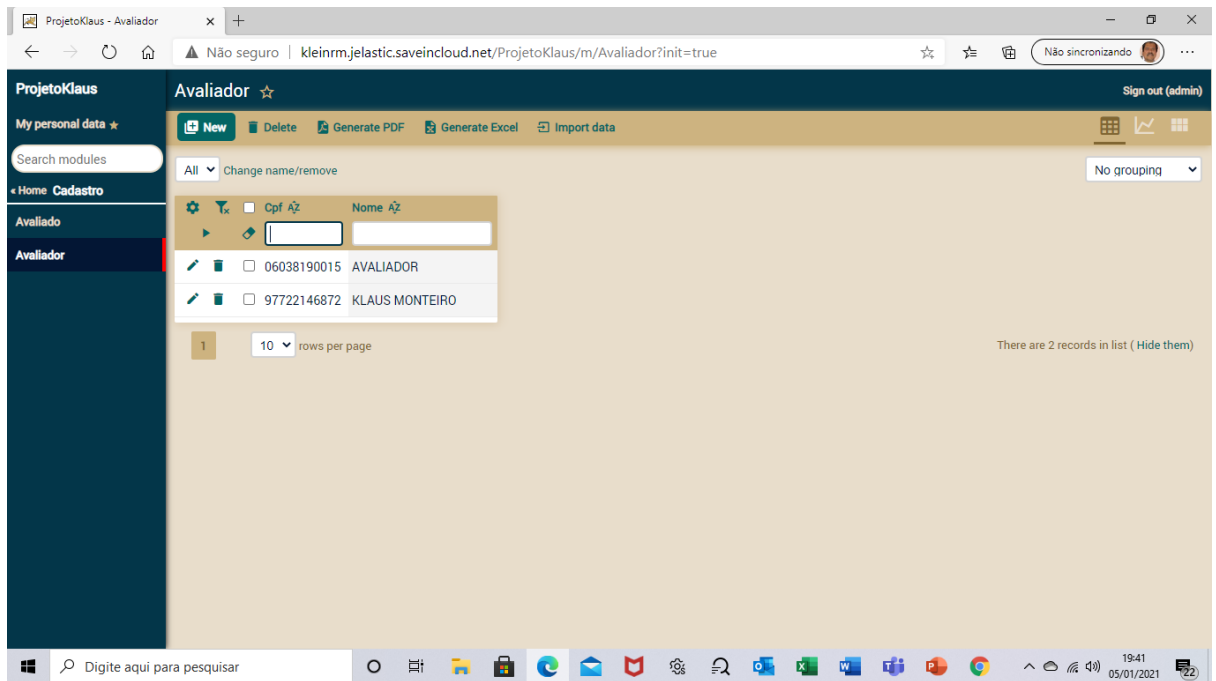 ProjetoKlaus - Avaliador
Não seguro | kleinrm.jelastic.saveincloud.net/ProjetoKlaus/m/Avaliador?init=true
Não sincronizando
ProjetoKlaus
Avaliador
Sign out (admin)
My personal data
New Delete Generate PDF Generate Excel Import data
Search modules
All Change name/remove
No grouping
« Home Cadastro
Avaliado
Avaliador
Cpf Nome
06038190015 AVALIADOR
97722146872 KLAUS MONTEIRO
1 10 rows per page
There are 2 records in list ( Hide them)
Digite aqui para pesquisar
19:41
05/01/2021
22